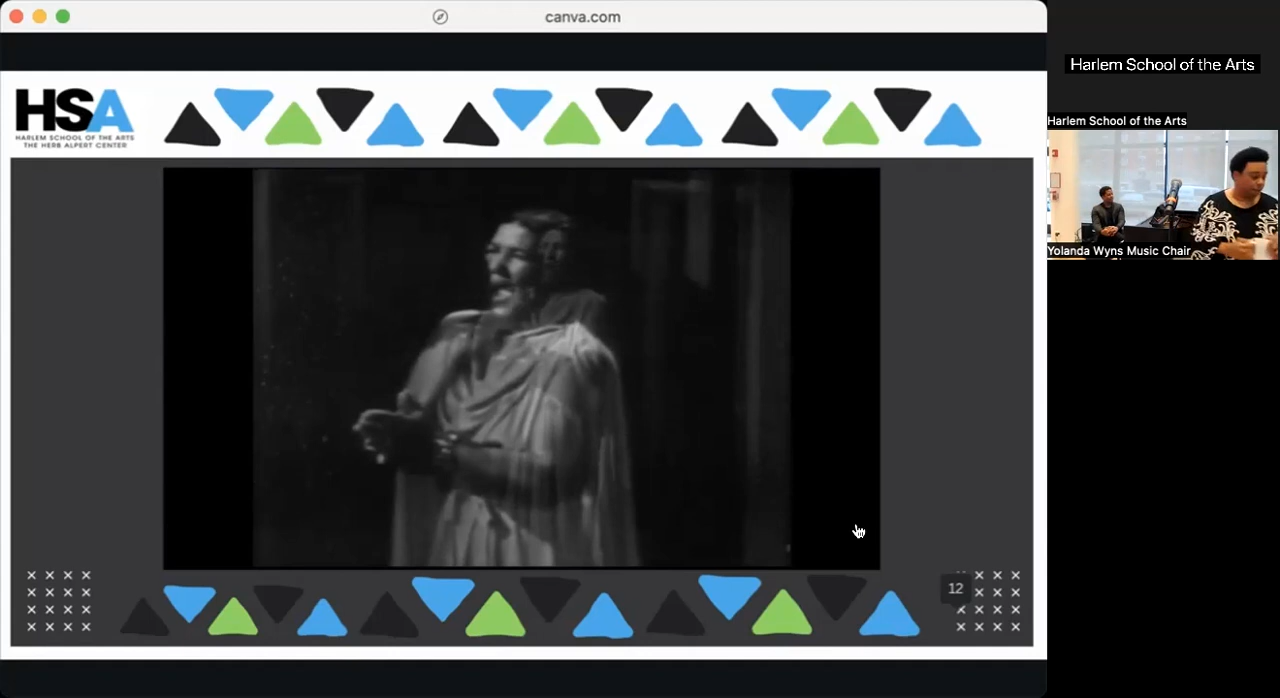 canva.com
Harlem School of the Arts
HSA
HARLEM SCHOOL OF THE ARTS
THE HERB ALPERT CENTER
Harlem School of the Arts
Yolanda Wyns Music Chair
12